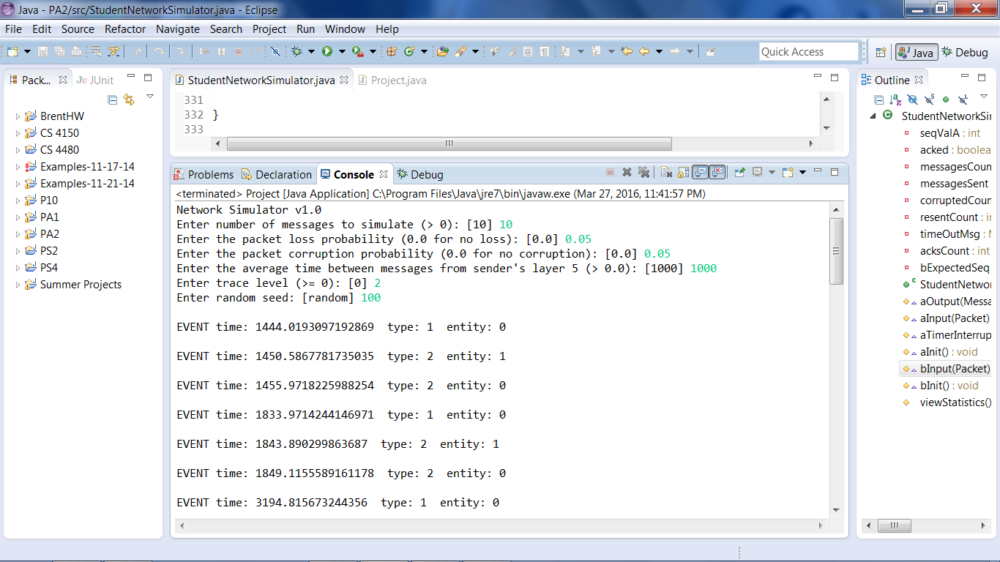 Java - PA2/src/StudentNetworkSimulator.java - Eclipse
File Edit Source Refactor Navigate Search Project Run Window Help
Quick Access
Java
Debug
Pack...
JUnit
BrentHW
CS 4150
CS 4480
Examples-11-17-14
Examples-11-21-14
P10
PA1
PA2
PS2
PS4
Summer Projects
StudentNetworkSimulator.java
Project.java
331
332 }
333
Problems Declaration Console Debug
<terminated> Project [Java Application] C:\Program Files\Java\jre7\bin\javaw.exe (Mar 27, 2016, 11:41:57 PM)
Network Simulator v1.0
Enter number of messages to simulate (> 0): [10] 10
Enter the packet loss probability (0.0 for no loss): [0.0] 0.05
Enter the packet corruption probability (0.0 for no corruption): [0.0] 0.05
Enter the average time between messages from sender's layer 5 (> 0.0): [1000] 1000
Enter trace level (>= 0): [0] 2
Enter random seed: [random] 100
EVENT time: 1444.0193097192869 type: 1 entity: 0
EVENT time: 1450.5867781735035 type: 2 entity: 1
EVENT time: 1455.9718225988254 type: 2 entity: 0
EVENT time: 1833.9714244146971 type: 1 entity: 0
EVENT time: 1843.890299863687 type: 2 entity: 1
EVENT time: 1849.1155589161178 type: 2 entity: 0
EVENT time: 3194.815673244356 type: 1 entity: 0
Outline
StudentNetworkSi
seqValA : int
acked : boolea
messagesCoun
messagesSent
corruptedCoun
resentCount : i
timeOutMsg : M
acksCount : int
bExpectedSeq
StudentNetwo
aOutput(Messa
aInput(Packet)
aTimerInterrup
aInit() : void
bInput(Packet)
bInit() : void
viewStatistics()